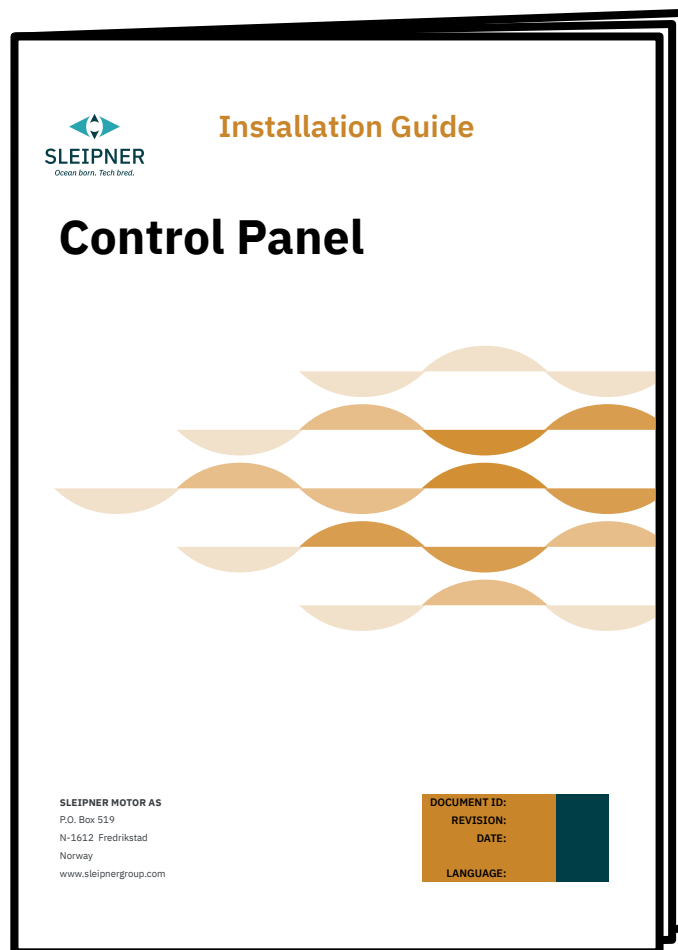 Installation Guide
SLEIPNER
Ocean born. Tech bred.
Control Panel
SLEIPNER MOTOR AS
P.O. Box 519
N-1612 Fredrikstad
Norway
www.sleipnergroup.com
DOCUMENT ID:
REVISION:
DATE:
LANGUAGE: